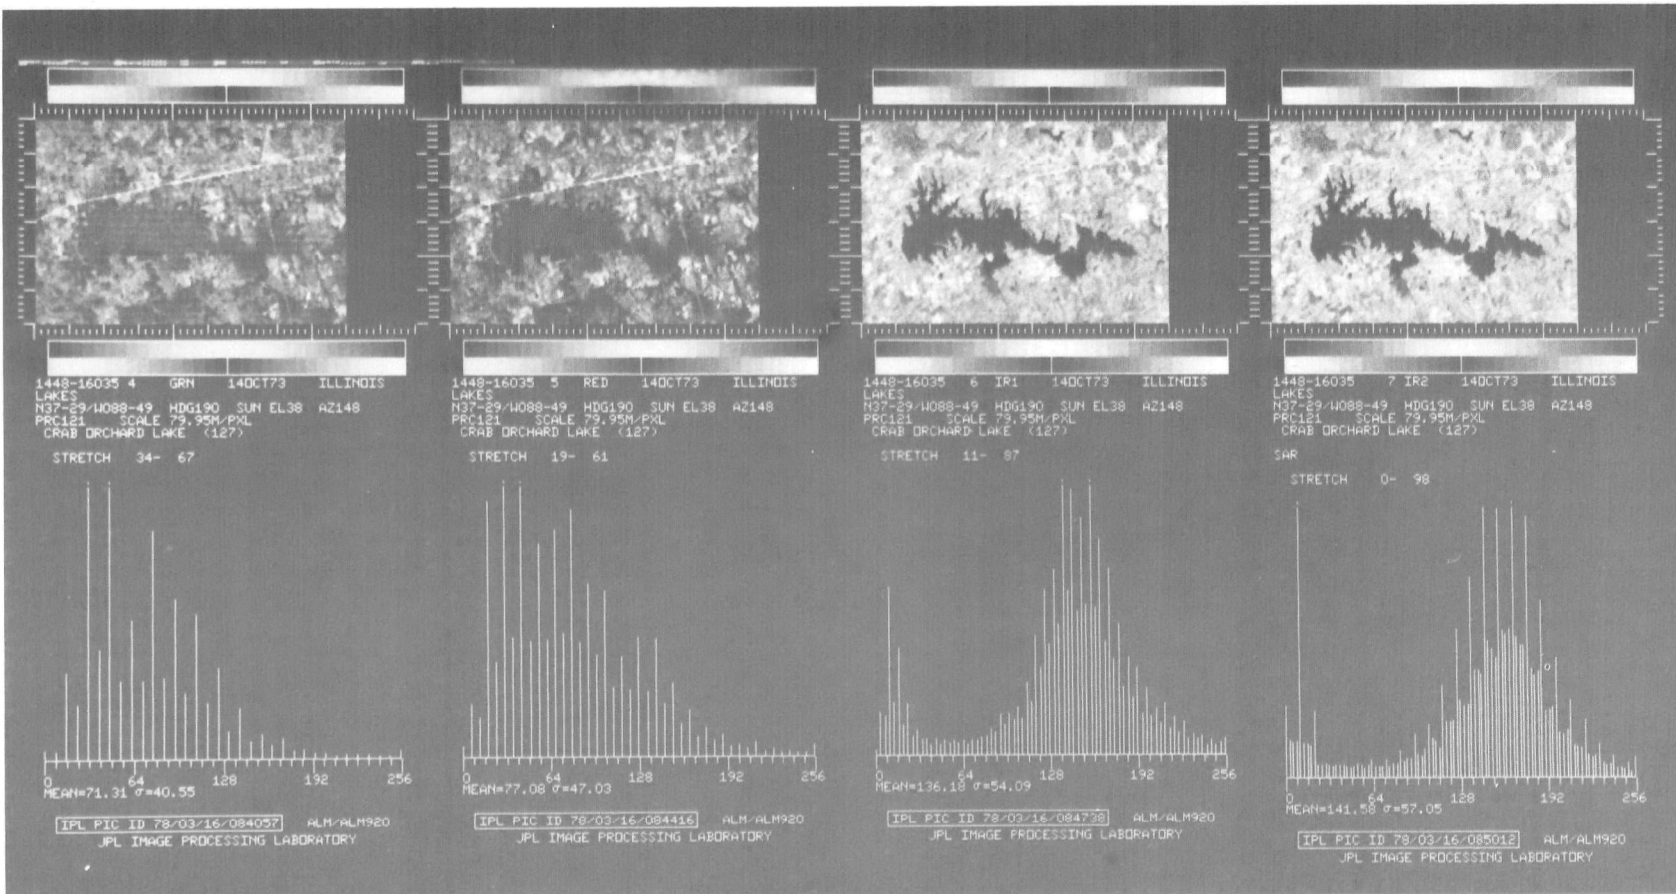 1448-16035 4 GRN 14OCT73 ILLINOIS
LAKES
N37-29/W088-49 HDG190 SUN EL38 AZ148
PRC121 SCALE 79.95M/PXL
CRAB ORCHARD LAKE (127)
STRETCH 34- 67
0 64 128 192 256
MEAN=71.31 σ=40.55
IPL PIC ID 78/03/16/084057 ALM/ALM920
JPL IMAGE PROCESSING LABORATORY
1448-16035 5 RED 14OCT73 ILLINOIS
LAKES
N37-29/W088-49 HDG190 SUN EL38 AZ148
PRC121 SCALE 79.95M/PXL
CRAB ORCHARD LAKE (127)
STRETCH 19- 61
0 64 128 192 256
MEAN=77.08 σ=47.03
IPL PIC ID 78/03/16/084416 ALM/ALM920
JPL IMAGE PROCESSING LABORATORY
1448-16035 6 IR1 14OCT73 ILLINOIS
LAKES
N37-29/W088-49 HDG190 SUN EL38 AZ148
PRC121 SCALE 79.95M/PXL
CRAB ORCHARD LAKE (127)
STRETCH 11- 87
0 64 128 192 256
MEAN=136.18 σ=54.09
IPL PIC ID 78/03/16/084738 ALM/ALM920
JPL IMAGE PROCESSING LABORATORY
1448-16035 7 IR2 14OCT73 ILLINOIS
LAKES
N37-29/W088-49 HDG190 SUN EL38 AZ148
PRC121 SCALE 79.95M/PXL
CRAB ORCHARD LAKE (127)
SAR
STRETCH 0- 98
0 64 128 192 256
MEAN=141.58 σ=57.05
IPL PIC ID 78/03/16/085012 ALM/ALM920
JPL IMAGE PROCESSING LABORATORY